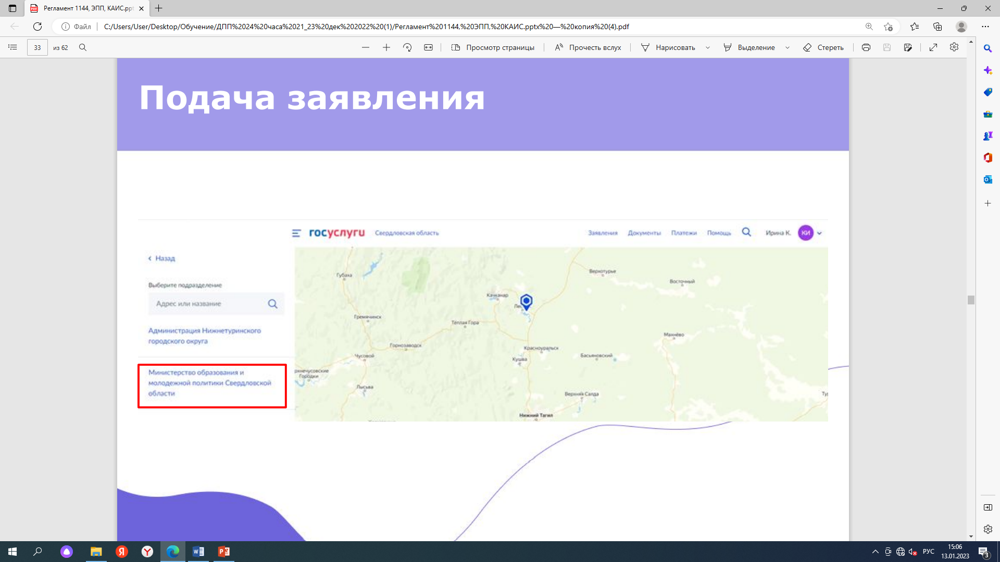 Регламент 1144, ЭПП, КАИС.ppt
Файл
C:/Users/User/Desktop/Обучение/ДПП%2024%20часа%2021_23%20дек%202022%20(1)/Регламент%201144,%20ЭПП,%20КАИС.pptx%20—%20копия%20(4).pdf
33 из 62
Просмотр страницы
Прочесть вслух
Нарисовать
Выделение
Стереть
Подача заявления
госуслуги
Свердловская область
Заявления Документы Платежи Помощь
Ирина К.
КИ
Назад
Выберите подразделение
Адрес или название
Администрация Нижнетуринского
городского округа
Министерство образования и
молодежной политики Свердловской
области
Губаха
Верхотурье
Восточный
Качканар
Гремячинск
Тёплая Гора
Махнёво
Горнозаводск
Красноуральск
Чусовой
Кушва
Басьяновский
Городки
Лысьва
Верхняя Салда
Нижний Тагил
РУС
15:06
13.01.2023
3